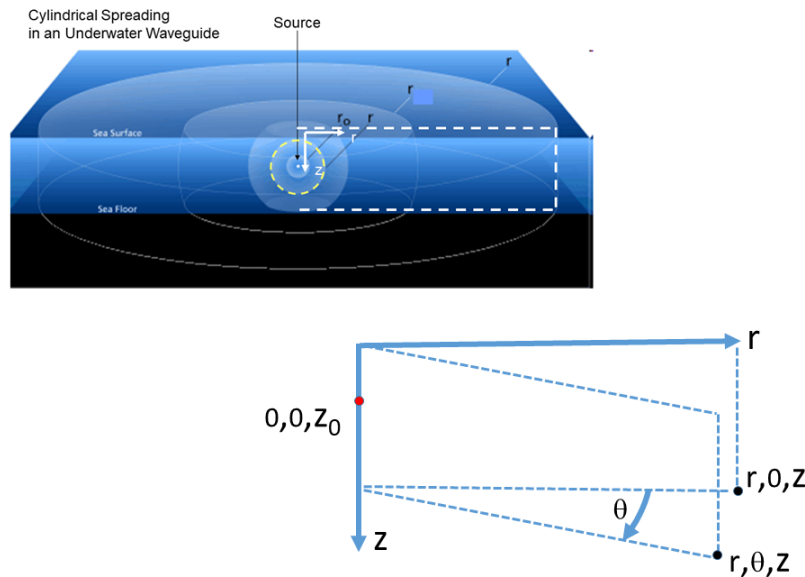 Cylindrical Spreading
in an Underwater Waveguide
Source
r
r
r₀ r
r
Sea Surface
z
Sea Floor
r
0,0,z₀
r,0,z
θ
z
r,θ,z